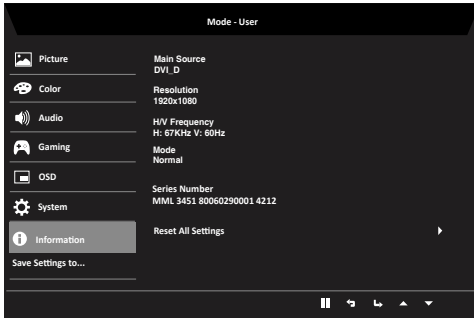 Mode - User
Picture
Color
Audio
Gaming
OSD
System
Information
Save Settings to...
Main Source
DVI_D
Resolution
1920x1080
H/V Frequency
H: 67KHz V: 60Hz
Mode
Normal
Series Number
MML 3451 80060290001 4212
Reset All Settings